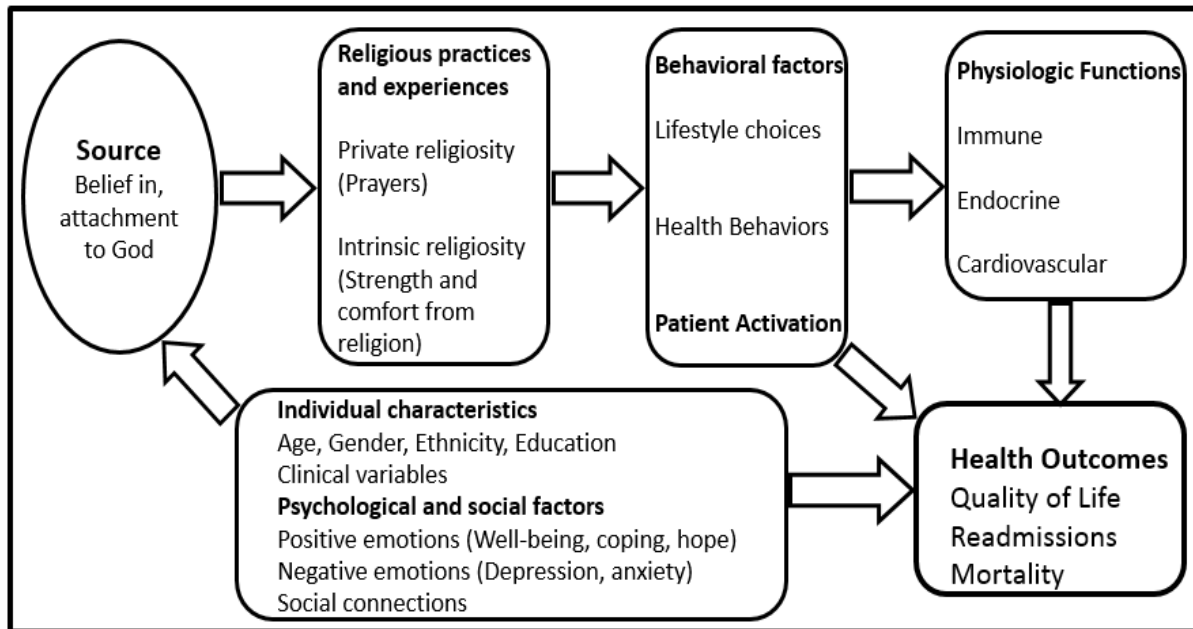 Source
Belief in,
attachment
to God
Religious practices
and experiences
Private religiosity
(Prayers)
Intrinsic religiosity
(Strength and
comfort from
religion)
Behavioral factors
Lifestyle choices
Health Behaviors
Patient Activation
Physiologic Functions
Immune
Endocrine
Cardiovascular
Individual characteristics
Age, Gender, Ethnicity, Education
Clinical variables
Psychological and social factors
Positive emotions (Well-being, coping, hope)
Negative emotions (Depression, anxiety)
Social connections
Health Outcomes
Quality of Life
Readmissions
Mortality